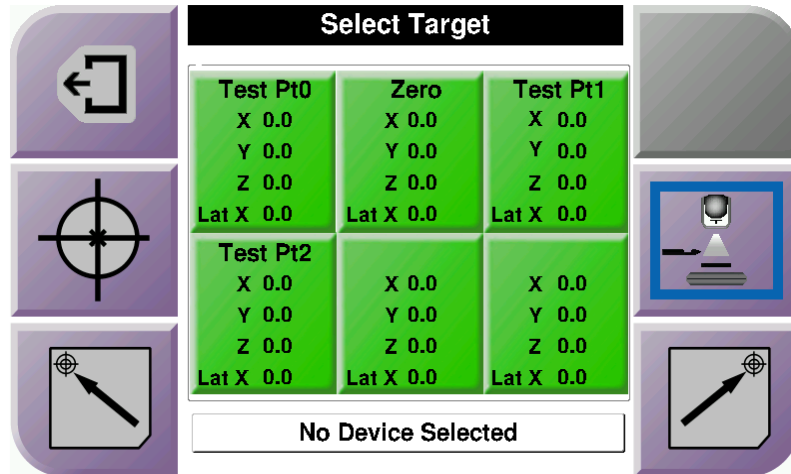 Select Target
Test Pt0 Zero Test Pt1
X 0.0 X 0.0 X 0.0
Y 0.0 Y 0.0 Y 0.0
Z 0.0 Z 0.0 Z 0.0
Lat X 0.0 Lat X 0.0 Lat X 0.0
Test Pt2
X 0.0 X 0.0 X 0.0
Y 0.0 Y 0.0 Y 0.0
Z 0.0 Z 0.0 Z 0.0
Lat X 0.0 Lat X 0.0 Lat X 0.0
No Device Selected